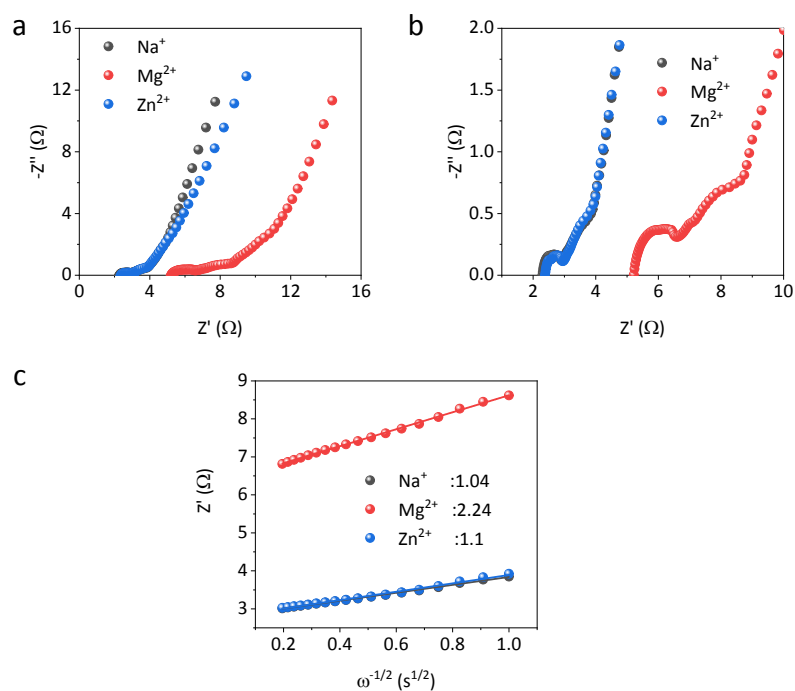 a
Na⁺
Mg²⁺
Zn²⁺
-Z'' (Ω)
16
12
8
4
0
0 4 8 12 16
Z' (Ω)
b
Na⁺
Mg²⁺
Zn²⁺
-Z'' (Ω)
2.0
1.5
1.0
0.5
0.0
2 4 6 8 10
Z' (Ω)
c
Na⁺ :1.04
Mg²⁺ :2.24
Zn²⁺ :1.1
Z' (Ω)
9
8
7
6
5
4
3
0.2 0.4 0.6 0.8 1.0
ω⁻¹/² (s¹/²)